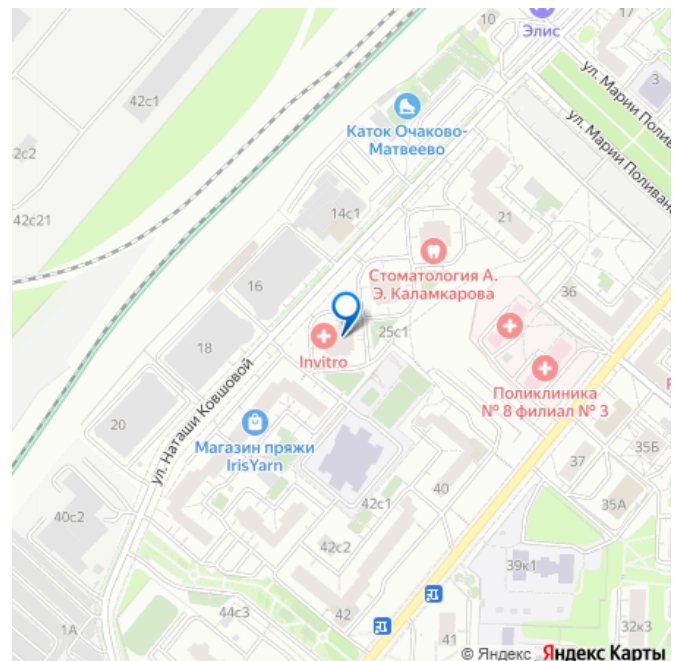 10
17
Элис
3
ул. Марии Поли
ул. Марии Поливан
42с1
Каток Очаково-
Матвеево
2с2
42с21
14с1
21
Стоматология А.
Э. Каламкарова
16
36
25с1
Invitro
18
Поликлиника
№ 8 филиал № 3
ул. Наташи Ковшовой
20
Магазин пряжи
IrisYarn
35Б
37
40
35А
40с2
42с1
42с2
39к1
44с3
42
1А
41
32к3
© Яндекс Яндекс Карты